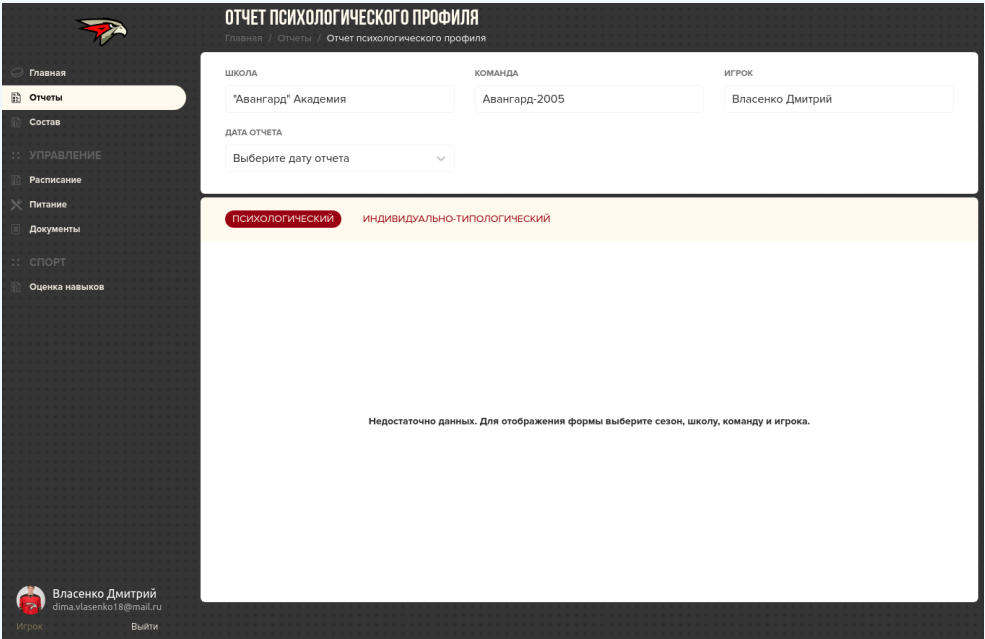 ОТЧЕТ ПСИХОЛОГИЧЕСКОГО ПРОФИЛЯ
Главная / Отчеты / Отчет психологического профиля
Главная
Отчеты
Состав
:: УПРАВЛЕНИЕ
Расписание
Питание
Документы
:: СПОРТ
Оценка навыков
ШКОЛА
КОМАНДА
ИГРОК
"Авангард" Академия
Авангард-2005
Власенко Дмитрий
ДАТА ОТЧЕТА
Выберите дату отчета
ПСИХОЛОГИЧЕСКИЙ
ИНДИВИДУАЛЬНО-ТИПОЛОГИЧЕСКИЙ
Недостаточно данных. Для отображения формы выберите сезон, школу, команду и игрока.
Власенко Дмитрий
dima.vlasenko18@mail.ru
Игрок
Выйти